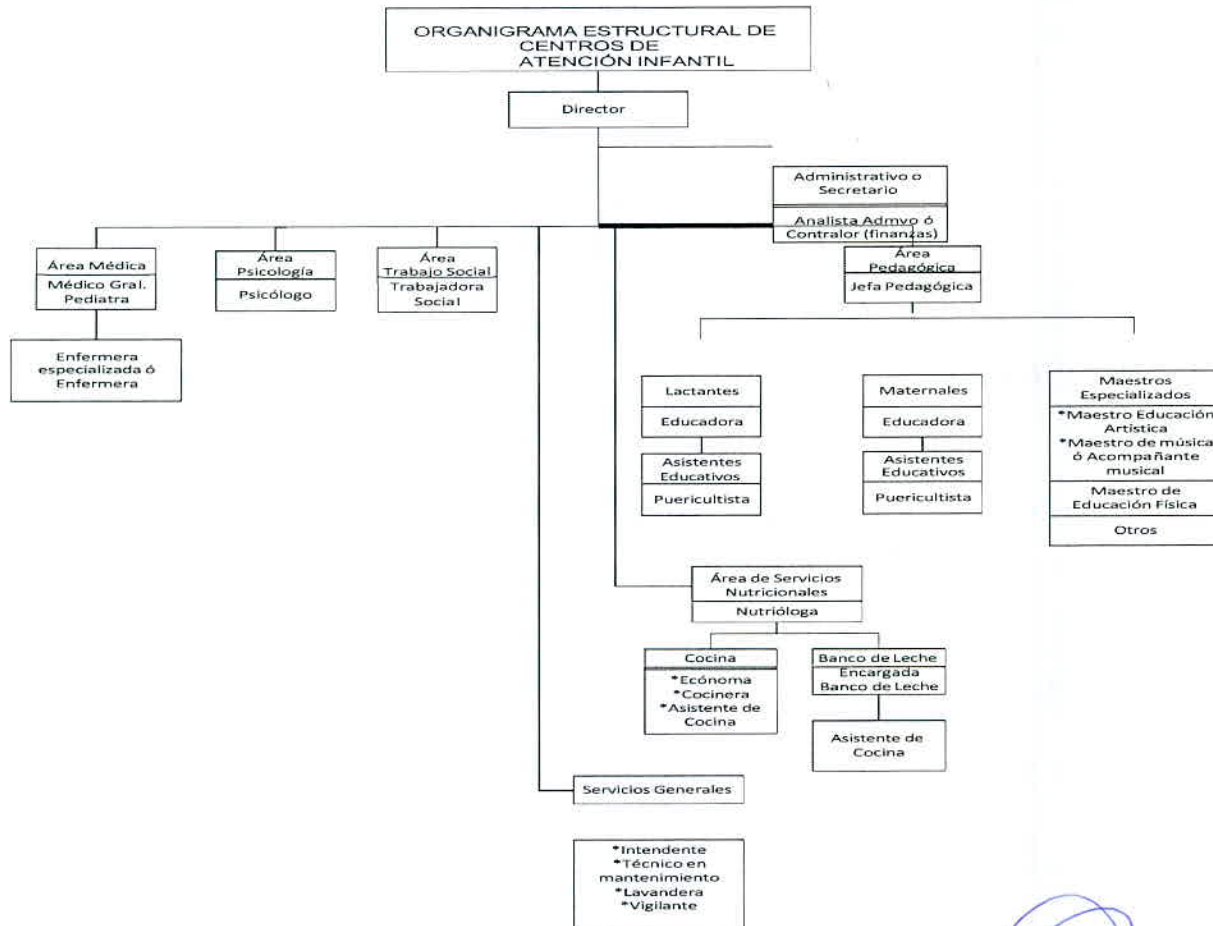 ORGANIGRAMA ESTRUCTURAL DE
CENTROS DE
ATENCIÓN INFANTIL
Director
Administrativo o
Secretario
Analista Admvo ó
Contralor (finanzas)
Área Médica
Médico Gral.
Pediatra
Enfermera
especializada ó
Enfermera
Área
Psicología
Psicólogo
Área
Trabajo Social
Trabajadora
Social
Área
Pedagógica
Jefa Pedagógica
Lactantes
Educadora
Asistentes
Educativos
Puericultista
Maternales
Educadora
Asistentes
Educativos
Puericultista
Maestros
Especializados
*Maestro Educación
Artística
*Maestro de música
ó Acompañante
musical
Maestro de
Educación Física
Otros
Área de Servicios
Nutricionales
Nutrióloga
Cocina
*Ecónoma
*Cocinera
*Asistente de
Cocina
Banco de Leche
Encargada
Banco de Leche
Asistente de
Cocina
Servicios Generales
*Intendente
*Técnico en
mantenimiento
*Lavandera
*Vigilante